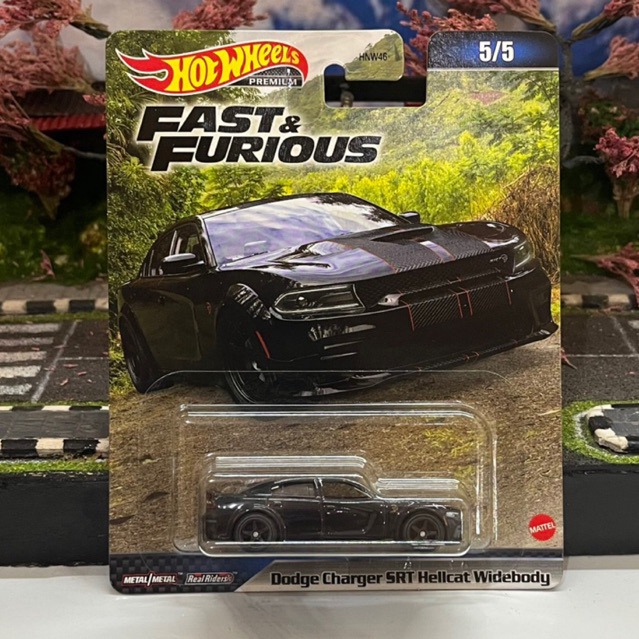 HOT WHEELS
PREMIUM
HNW46
5/5
FAST &
FURIOUS
MATTEL
METAL/METAL
Real Riders
Dodge Charger SRT Hellcat Widebody